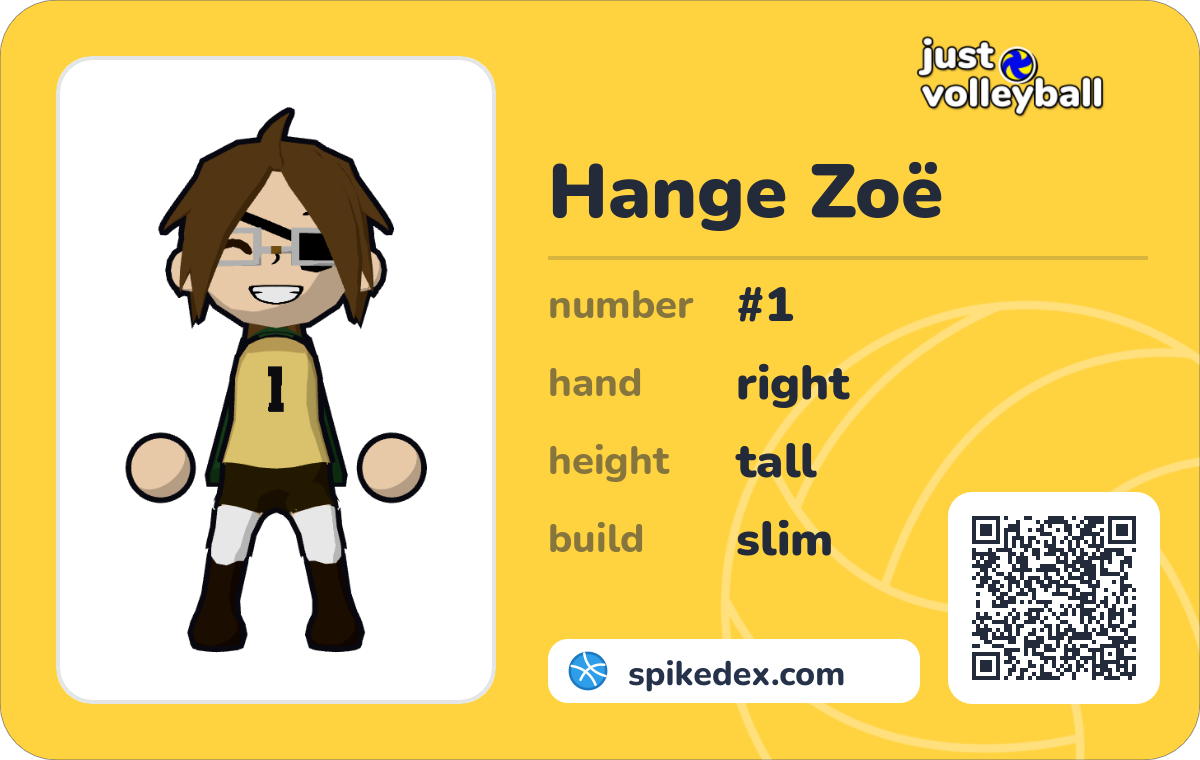 just
volleyball
Hange Zoë
number #1
hand right
height tall
build slim
1
spikedex.com